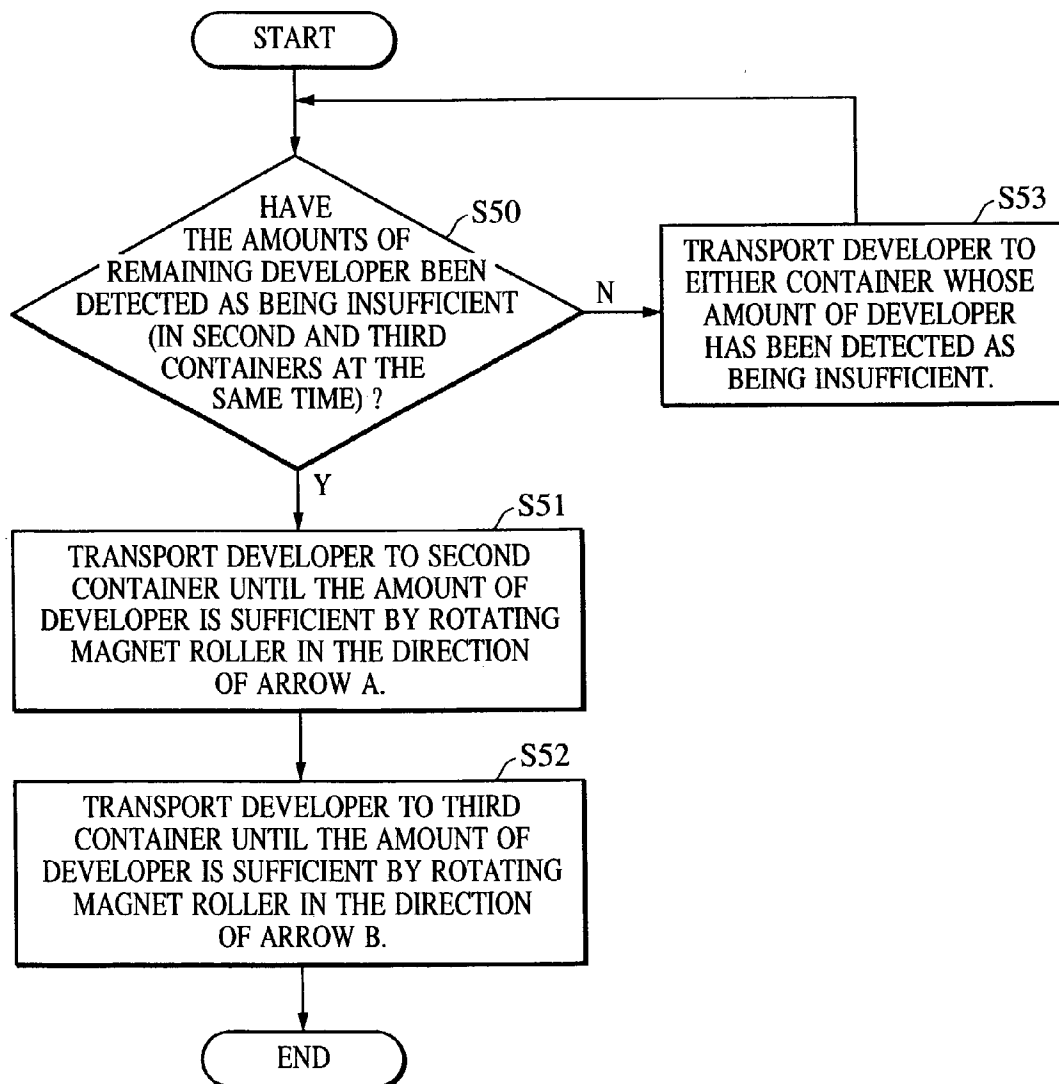 START
HAVE
THE AMOUNTS OF
REMAINING DEVELOPER BEEN
DETECTED AS BEING INSUFFICIENT
(IN SECOND AND THIRD
CONTAINERS AT THE
SAME TIME) ?
S50
N
S53
TRANSPORT DEVELOPER TO
EITHER CONTAINER WHOSE
AMOUNT OF DEVELOPER
HAS BEEN DETECTED AS
BEING INSUFFICIENT.
Y
S51
TRANSPORT DEVELOPER TO SECOND
CONTAINER UNTIL THE AMOUNT OF
DEVELOPER IS SUFFICIENT BY ROTATING
MAGNET ROLLER IN THE DIRECTION
OF ARROW A.
S52
TRANSPORT DEVELOPER TO THIRD
CONTAINER UNTIL THE AMOUNT OF
DEVELOPER IS SUFFICIENT BY ROTATING
MAGNET ROLLER IN THE DIRECTION
OF ARROW B.
END